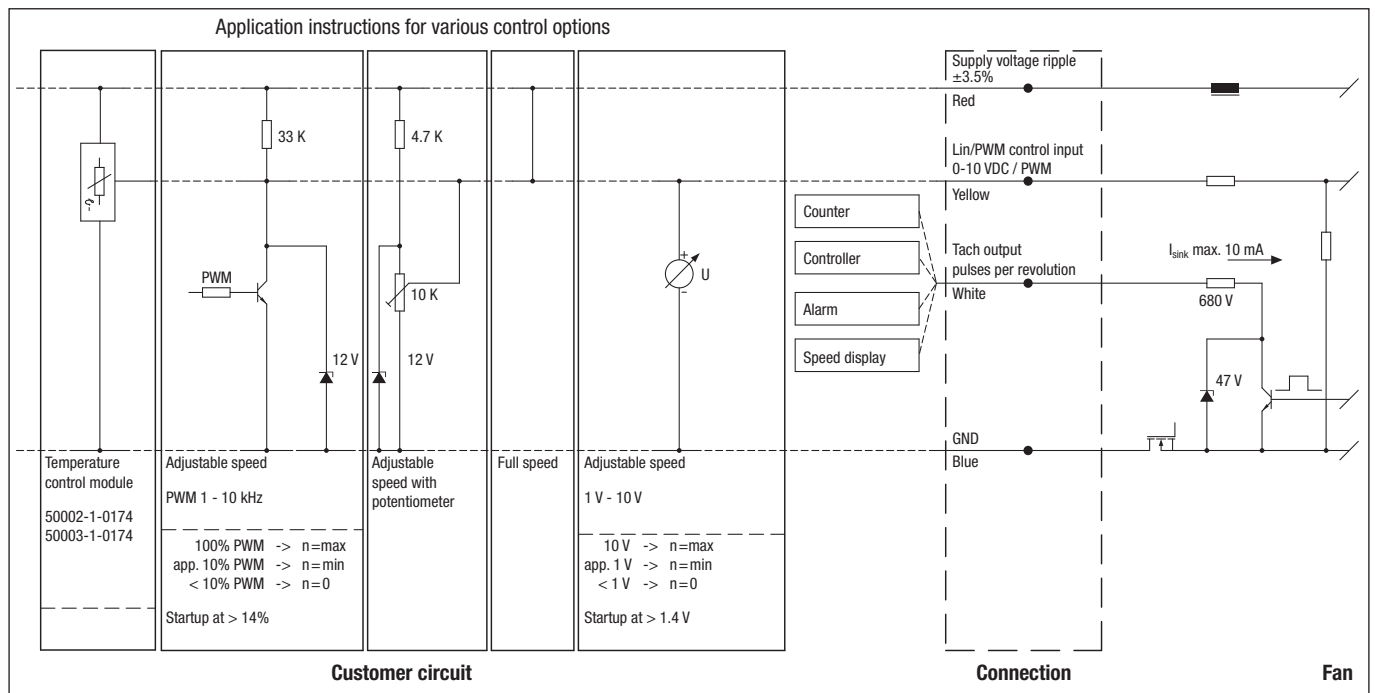 Application instructions for various control options
33 K
PWM
12 V
4.7 K
10 K
12 V
+
U
–
Counter
Controller
Alarm
Speed display
Supply voltage ripple
±3.5%
Red
Lin/PWM control input
0-10 VDC / PWM
Yellow
Tach output
pulses per revolution
White
GND
Blue
Isink max. 10 mA
680 V
47 V
Temperature
control module
50002-1-0174
50003-1-0174
Adjustable speed
PWM 1 - 10 kHz
100% PWM -> n=max
app. 10% PWM -> n=min
< 10% PWM -> n=0
Startup at > 14%
Adjustable
speed with
potentiometer
Full speed
Adjustable speed
1 V - 10 V
10 V -> n=max
app. 1 V -> n=min
< 1 V -> n=0
Startup at > 1.4 V
Customer circuit
Connection
Fan